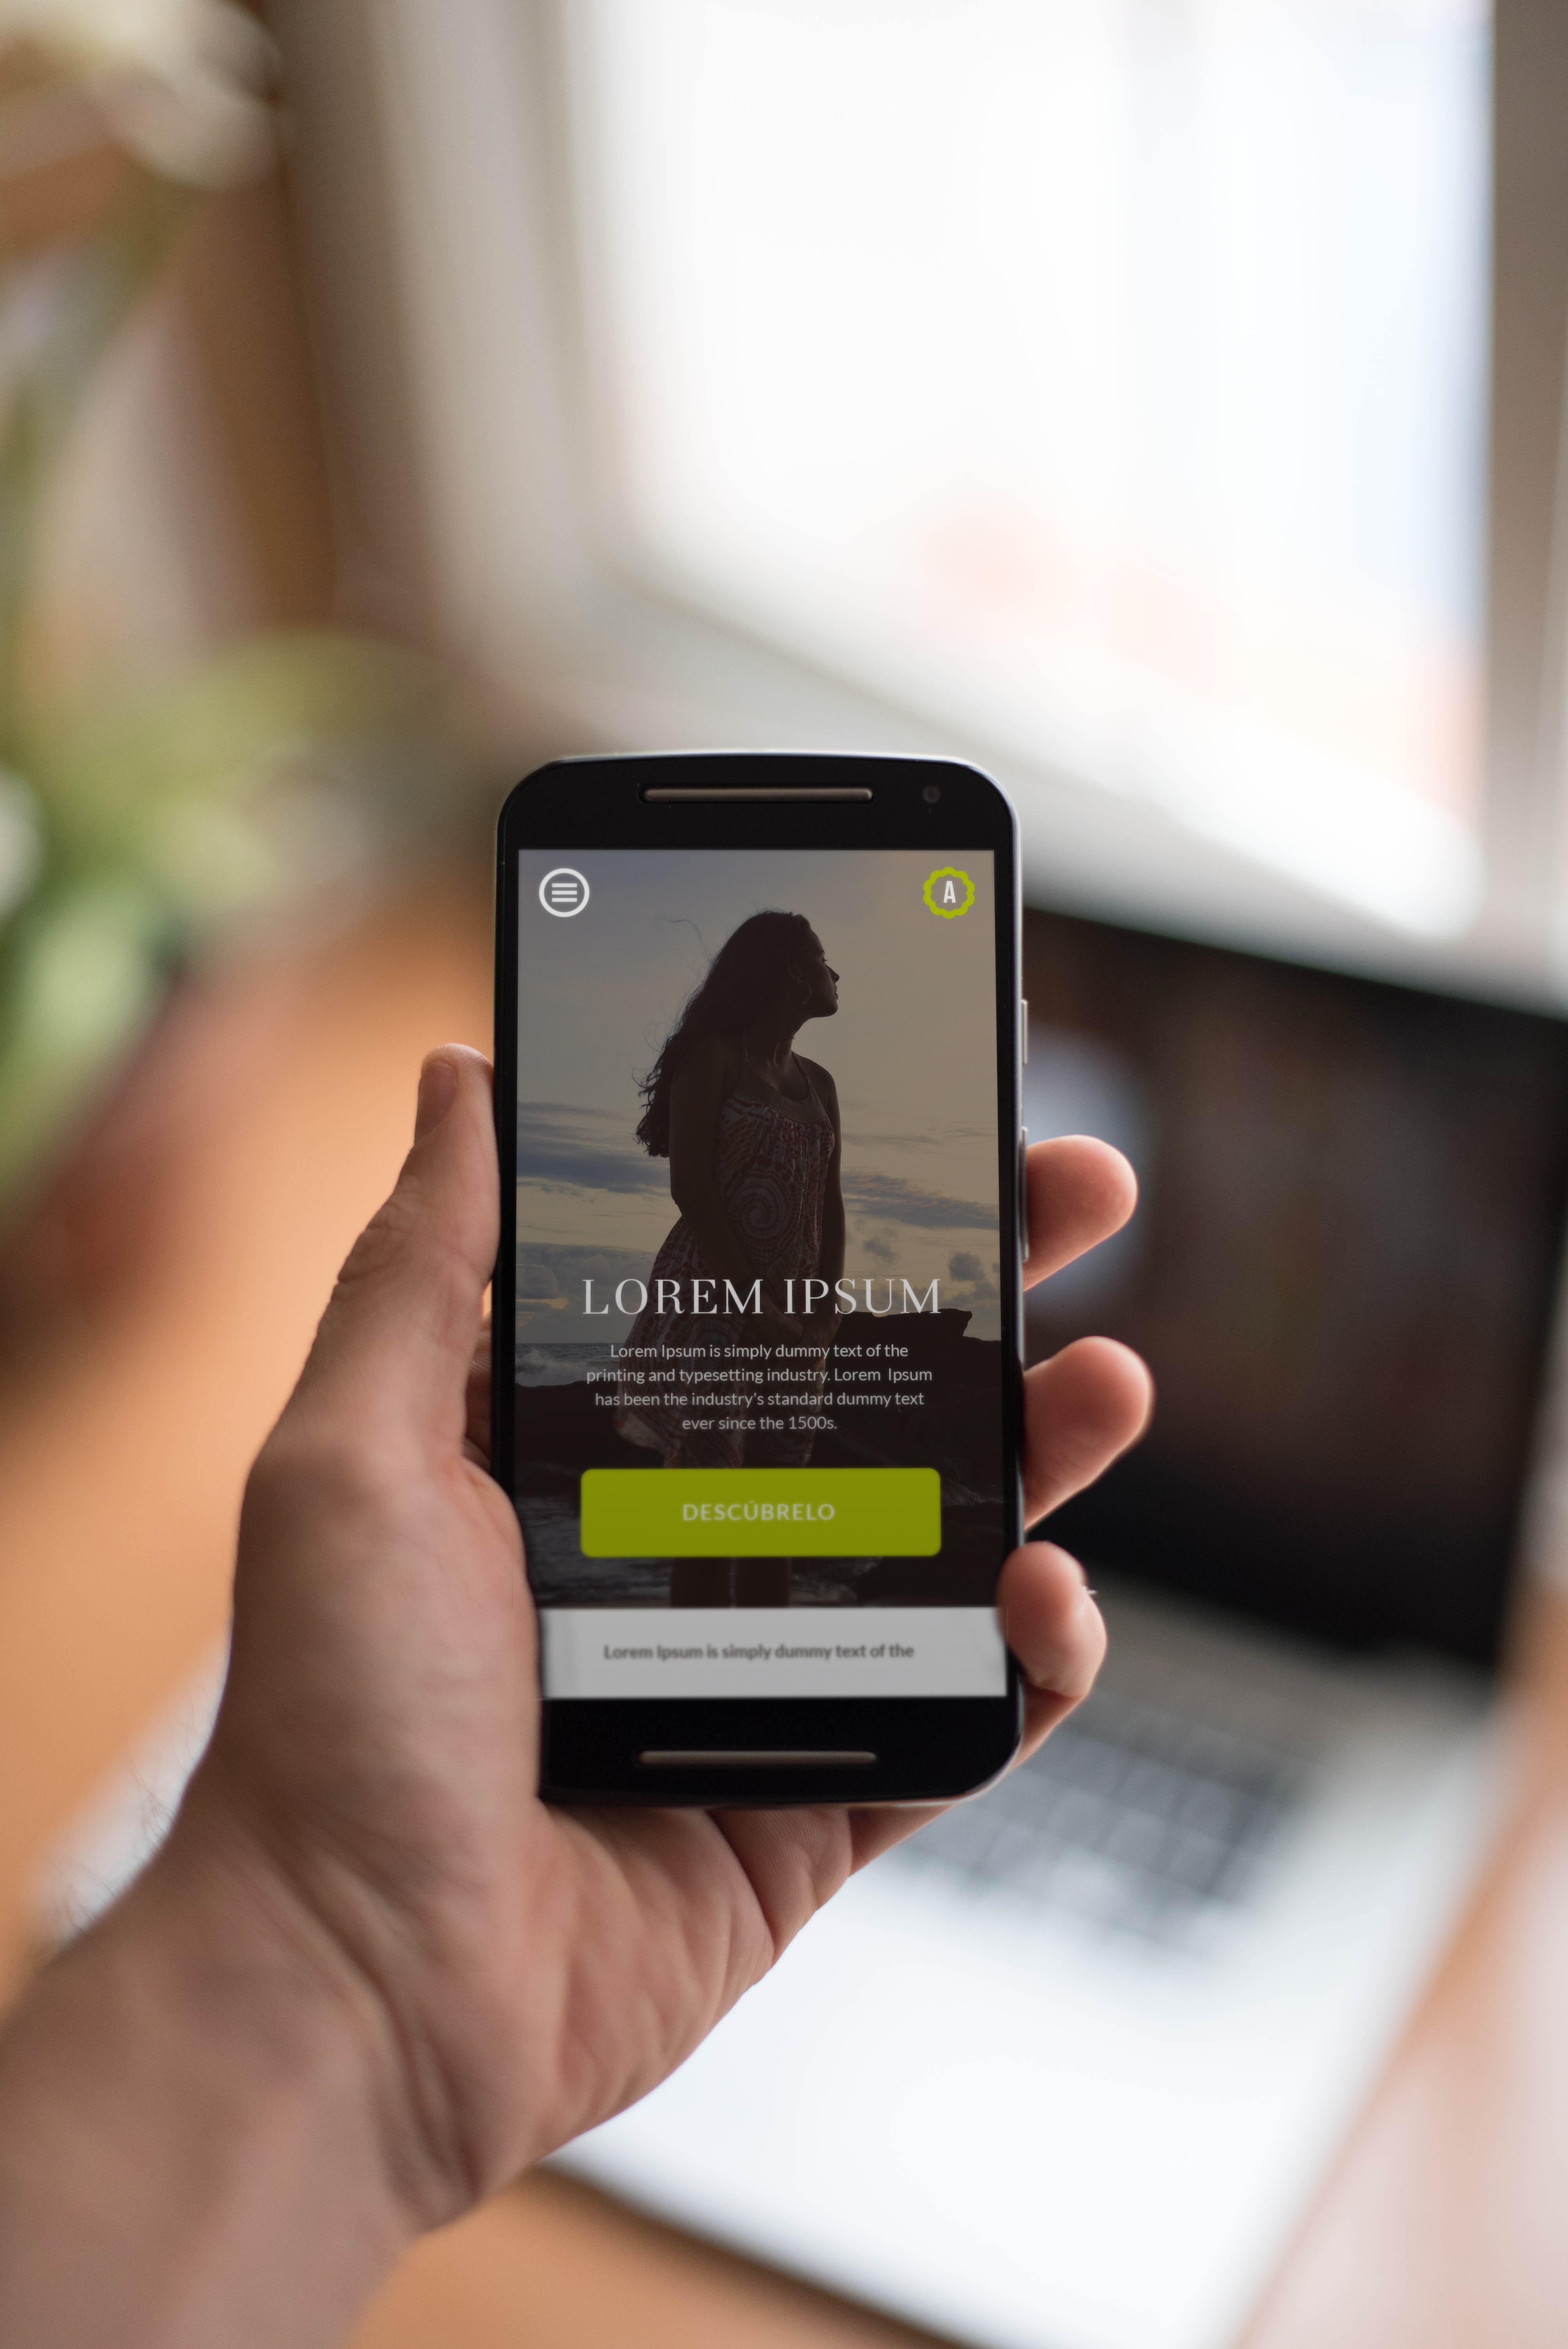 A
LOREM IPSUM
Lorem Ipsum is simply dummy text of the
printing and typesetting industry. Lorem Ipsum
has been the industry's standard dummy text
ever since the 1500s.
DESCÚBRELO
Lorem Ipsum is simply dummy text of the